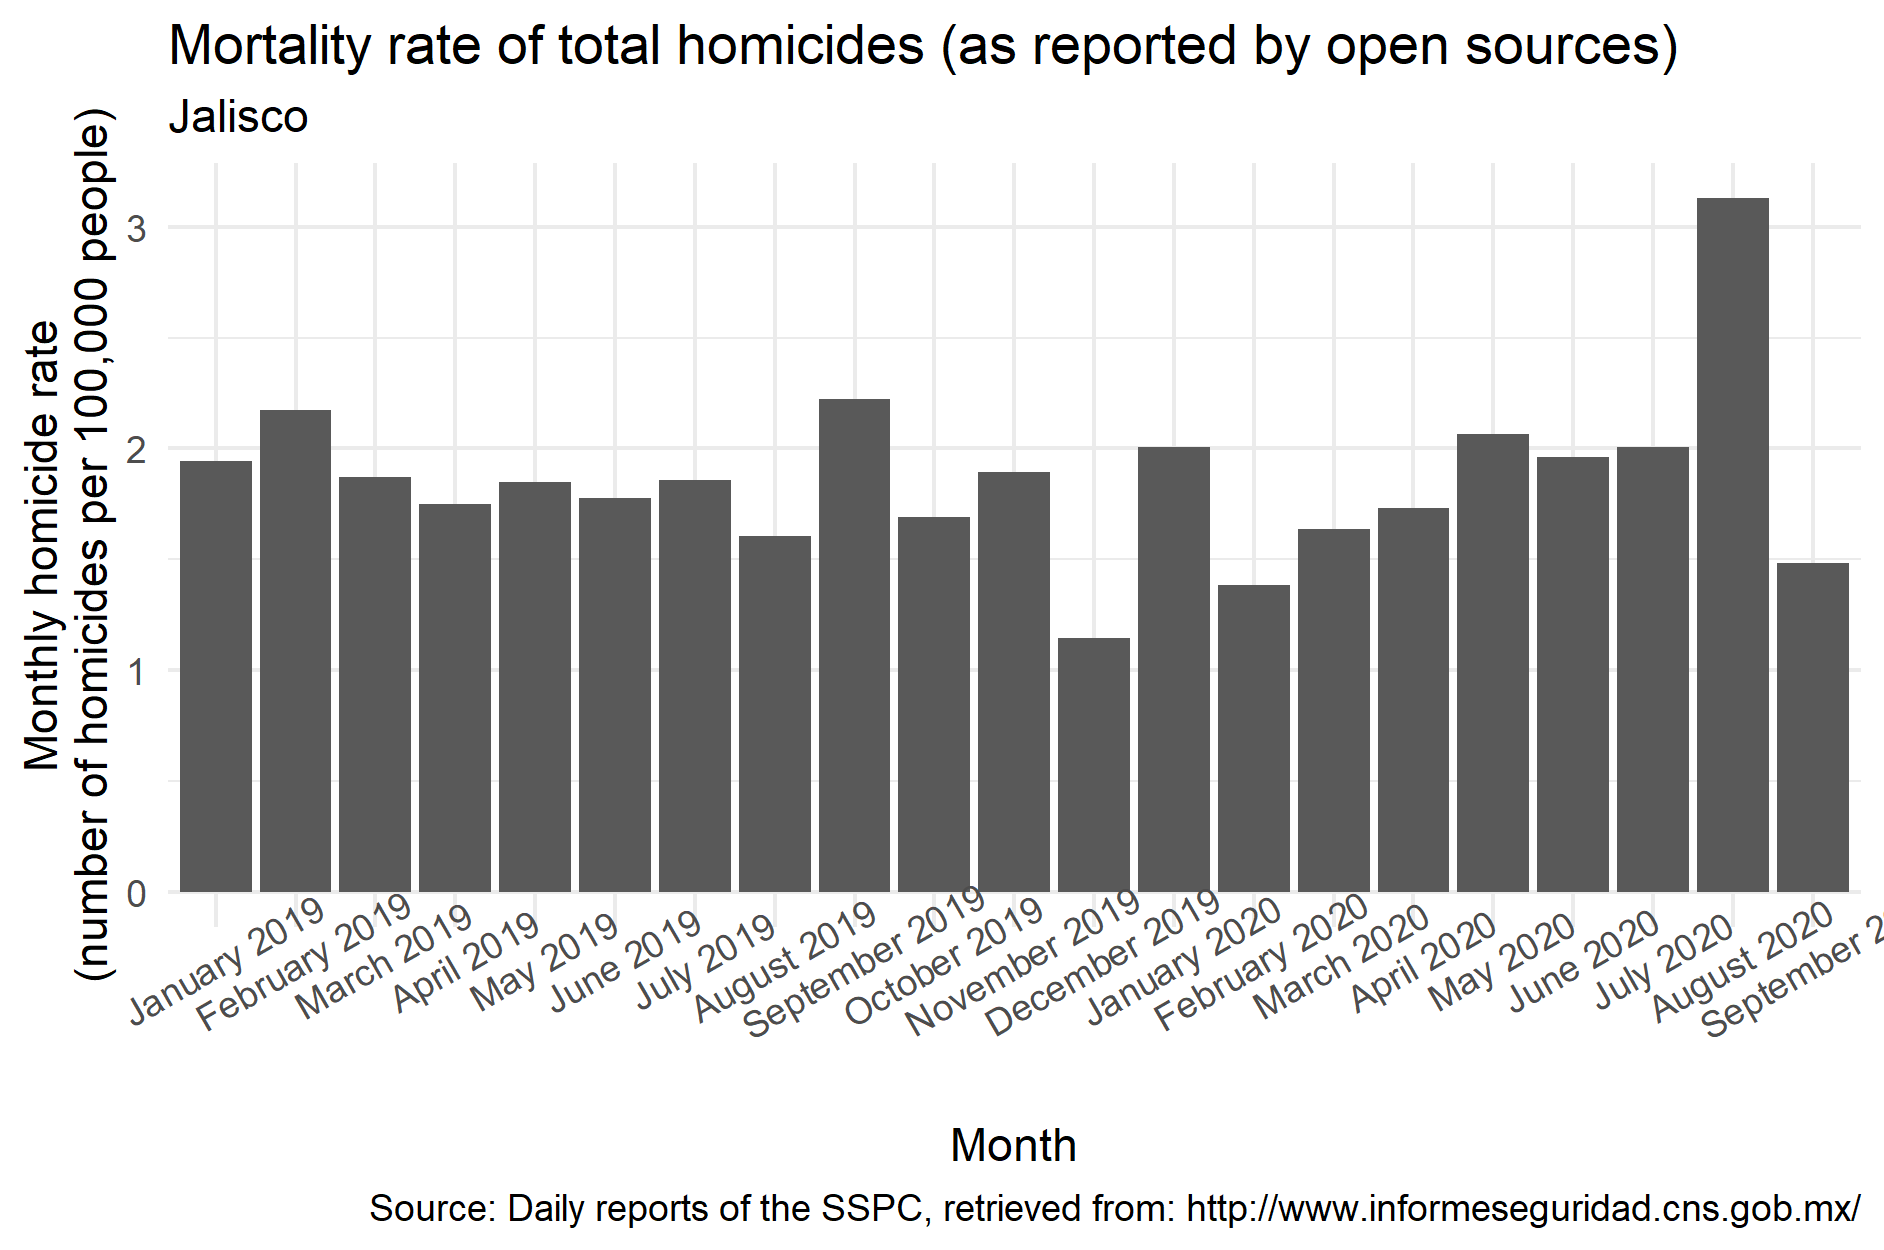 Mortality rate of total homicides (as reported by open sources)
Jalisco
Monthly homicide rate
(number of homicides per 100,000 people)
3
2
1
0
January 2019
February 2019
March 2019
April 2019
May 2019
June 2019
July 2019
August 2019
September 2019
October 2019
November 2019
December 2019
January 2020
February 2020
March 2020
April 2020
May 2020
June 2020
July 2020
August 2020
September 2
Month
Source: Daily reports of the SSPC, retrieved from: http://www.informeseguridad.cns.gob.mx/